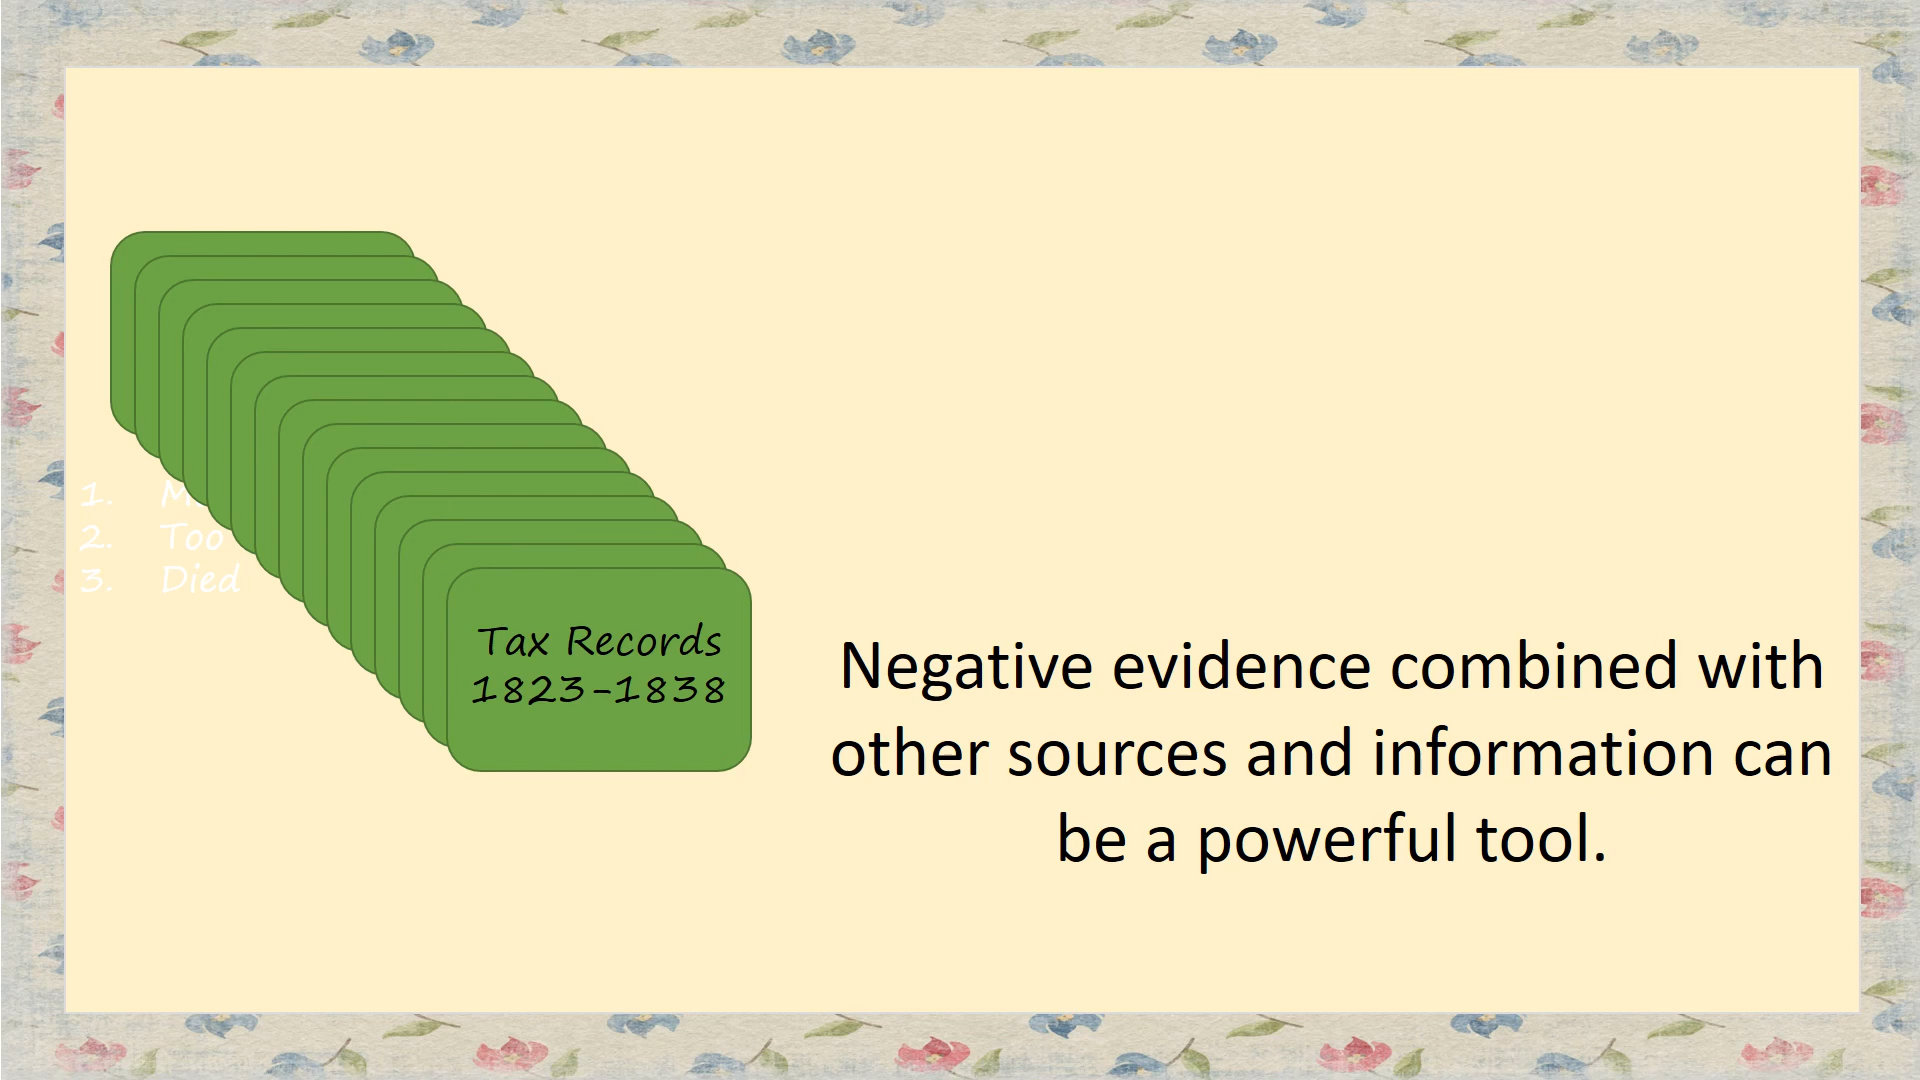 1.
2. Too
3. Died
Tax Records
1823-1838
Negative evidence combined with
other sources and information can
be a powerful tool.